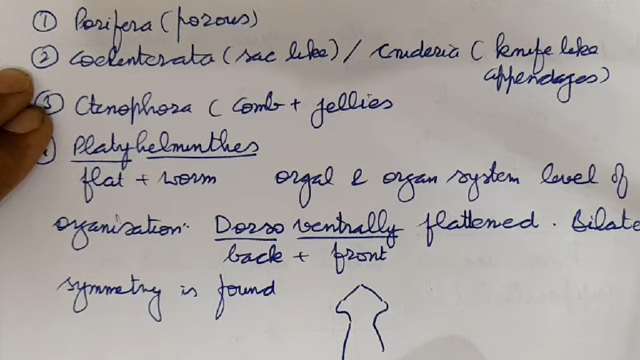 ① Porifera (porous)
② Coelenterata (sac like) / Cnideria ( knife like
appendages)
③ Ctenophora ( Comb + jellies
Platyhelminthes
flat + worm orgal & organ system level of
organisation. Dorso ventrally flattened. Bilate
back + front
symmetry is found